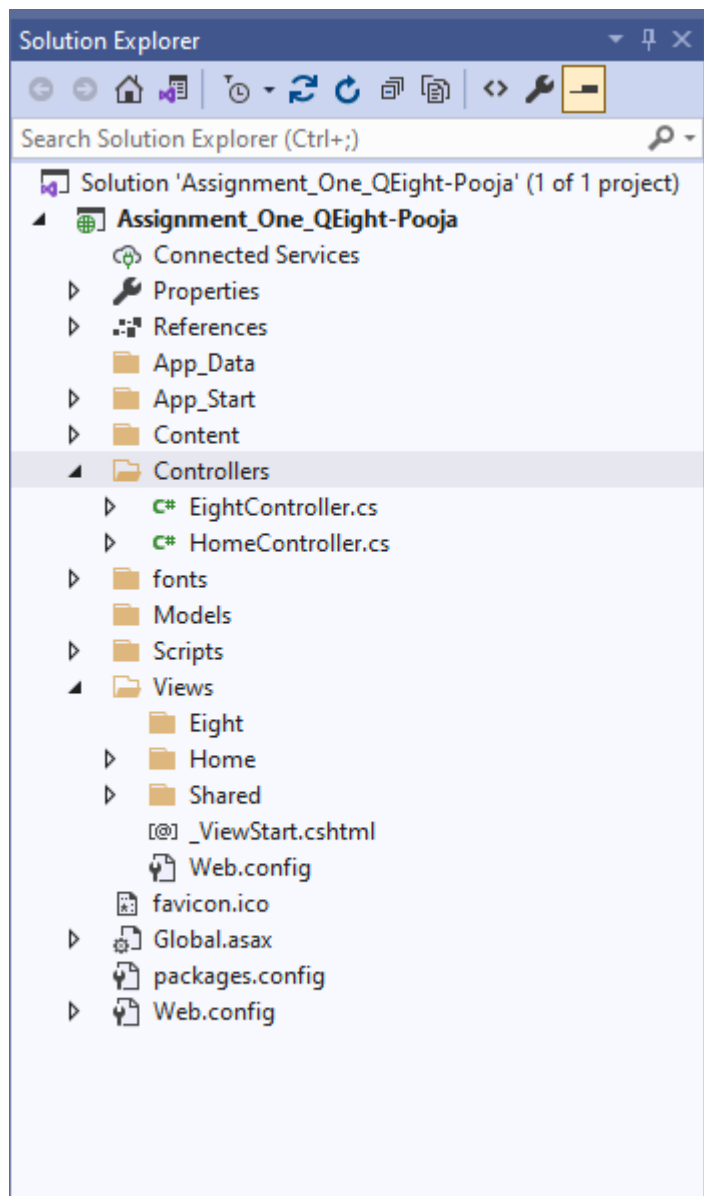 Solution Explorer
Search Solution Explorer (Ctrl+;)
Solution 'Assignment_One_QEight-Pooja' (1 of 1 project)
Assignment_One_QEight-Pooja
Connected Services
Properties
References
App_Data
App_Start
Content
Controllers
C# EightController.cs
C# HomeController.cs
fonts
Models
Scripts
Views
Eight
Home
Shared
[@] _ViewStart.cshtml
Web.config
favicon.ico
Global.asax
packages.config
Web.config